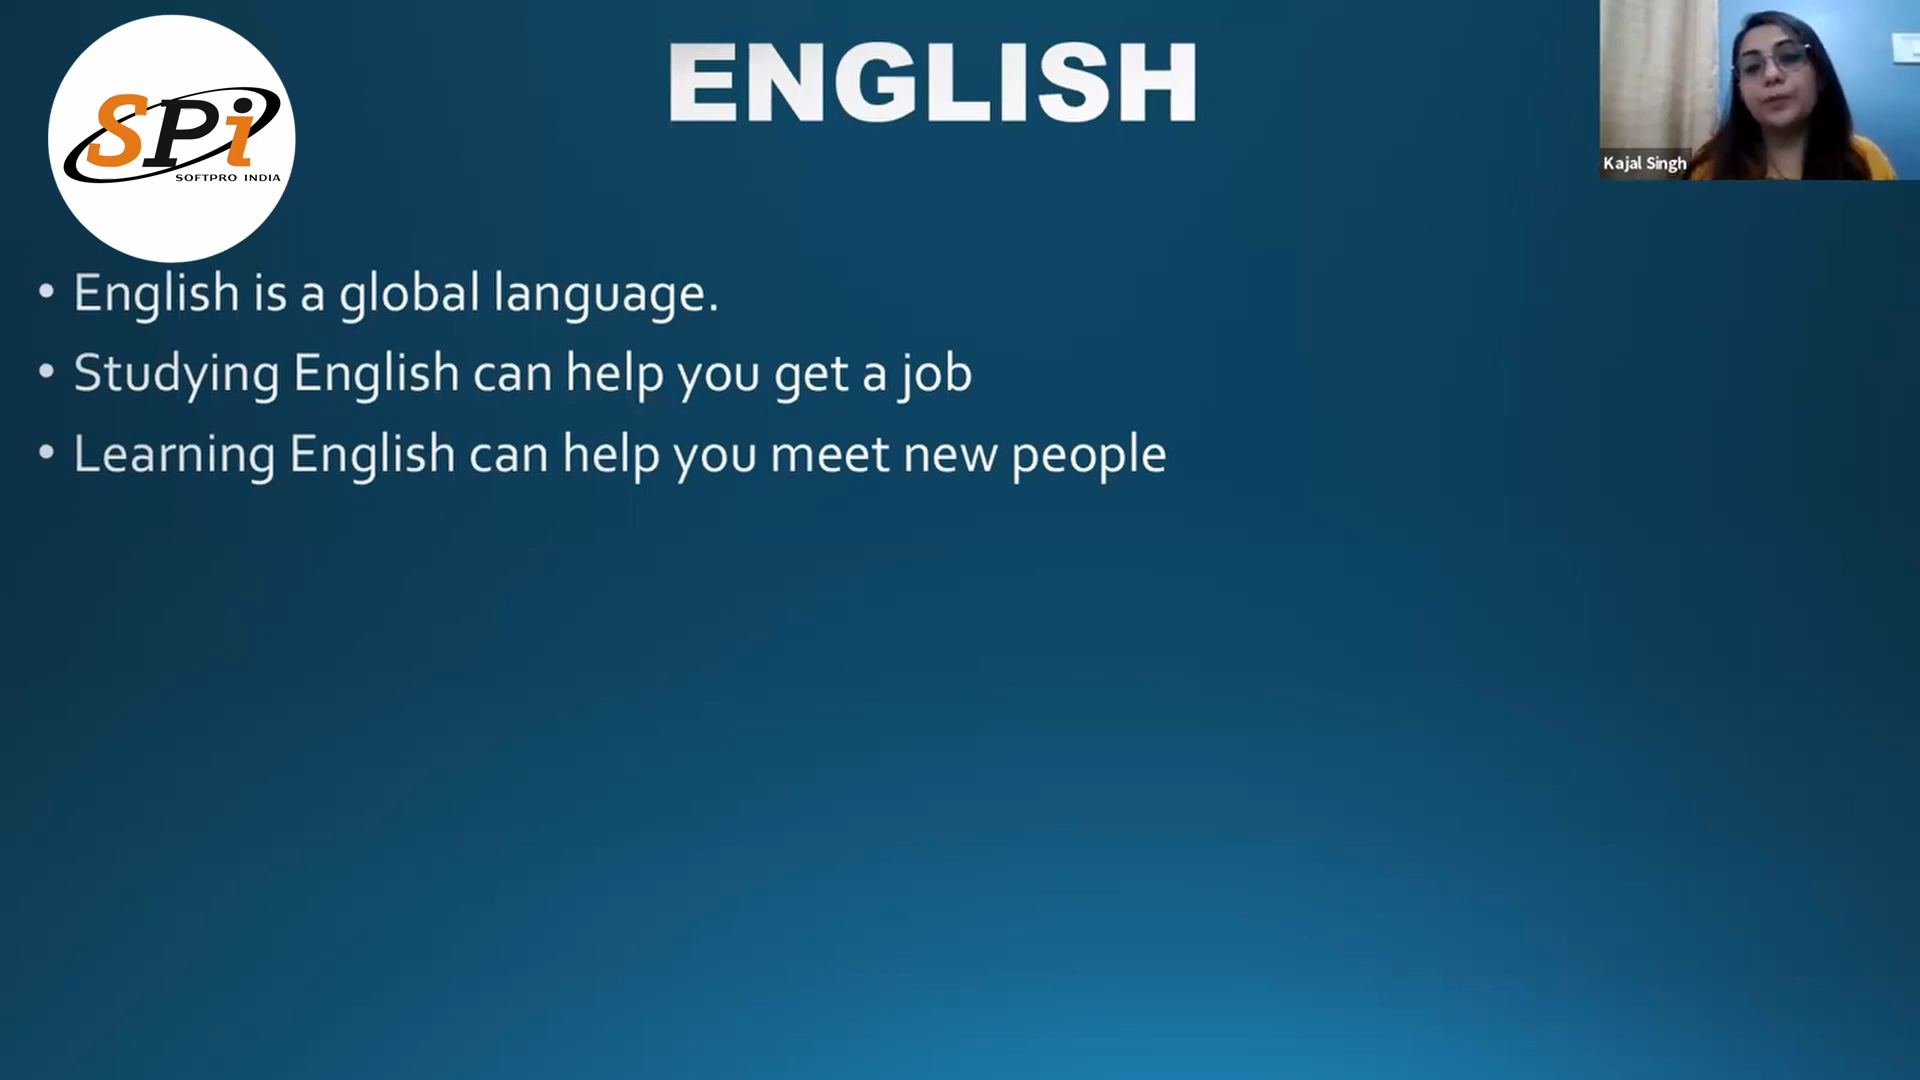 ENGLISH
SPi
SOFTPRO INDIA
Kajal Singh
• English is a global language.
• Studying English can help you get a job
• Learning English can help you meet new people